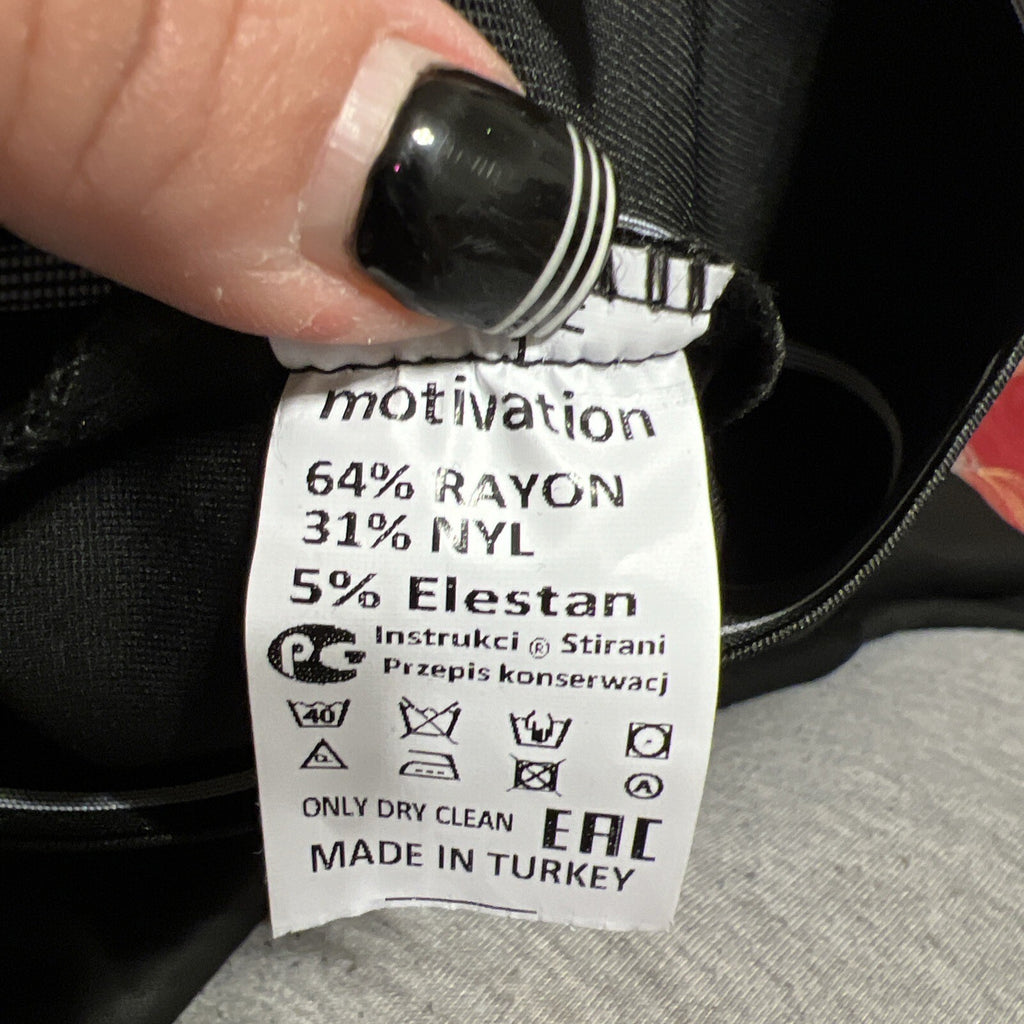 motivation
64% RAYON
31% NYL
5% Elestan
Instrukci ® Stirani
Przepis konserwacj
40
ONLY DRY CLEAN
EAC
MADE IN TURKEY